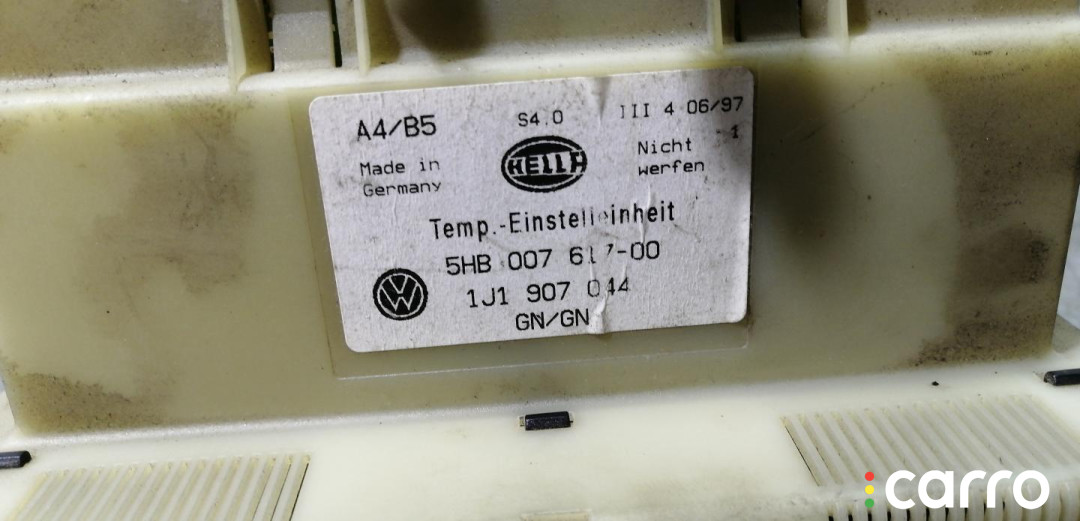 A4/B5 S4.0 III 4 06/97
1
Made in Nicht
Germany HELLA werfen
Temp.-Einstelleinheit
5HB 007 617-00
1J1 907 044
GN/GN
carro